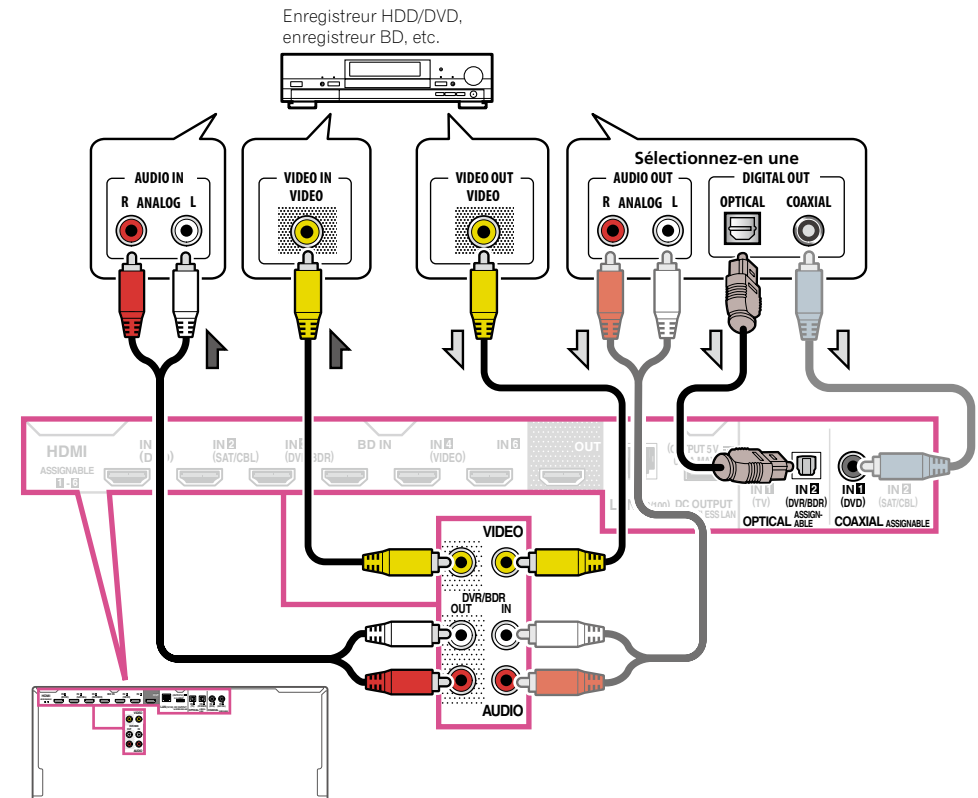 Enregistreur HDD/DVD,
enregistreur BD, etc.
AUDIO IN
R ANALOG L
VIDEO IN
VIDEO
VIDEO OUT
VIDEO
Sélectionnez-en une
AUDIO OUT
R ANALOG L
DIGITAL OUT
OPTICAL
COAXIAL
HDMI
ASSIGNABLE
1 - 6
IN
IN 2
(SAT/CBL)
IN
BD IN
IN 4
(VIDEO)
IN 6
OUT
DC OUTPUT
IN 1
(TV)
IN 2
(DVR/BDR)
OPTICAL ASSIGN-
ABLE
IN 1
(DVD)
IN 2
(SAT/CBL)
COAXIAL ASSIGNABLE
VIDEO
DVR/BDR
OUT IN
AUDIO